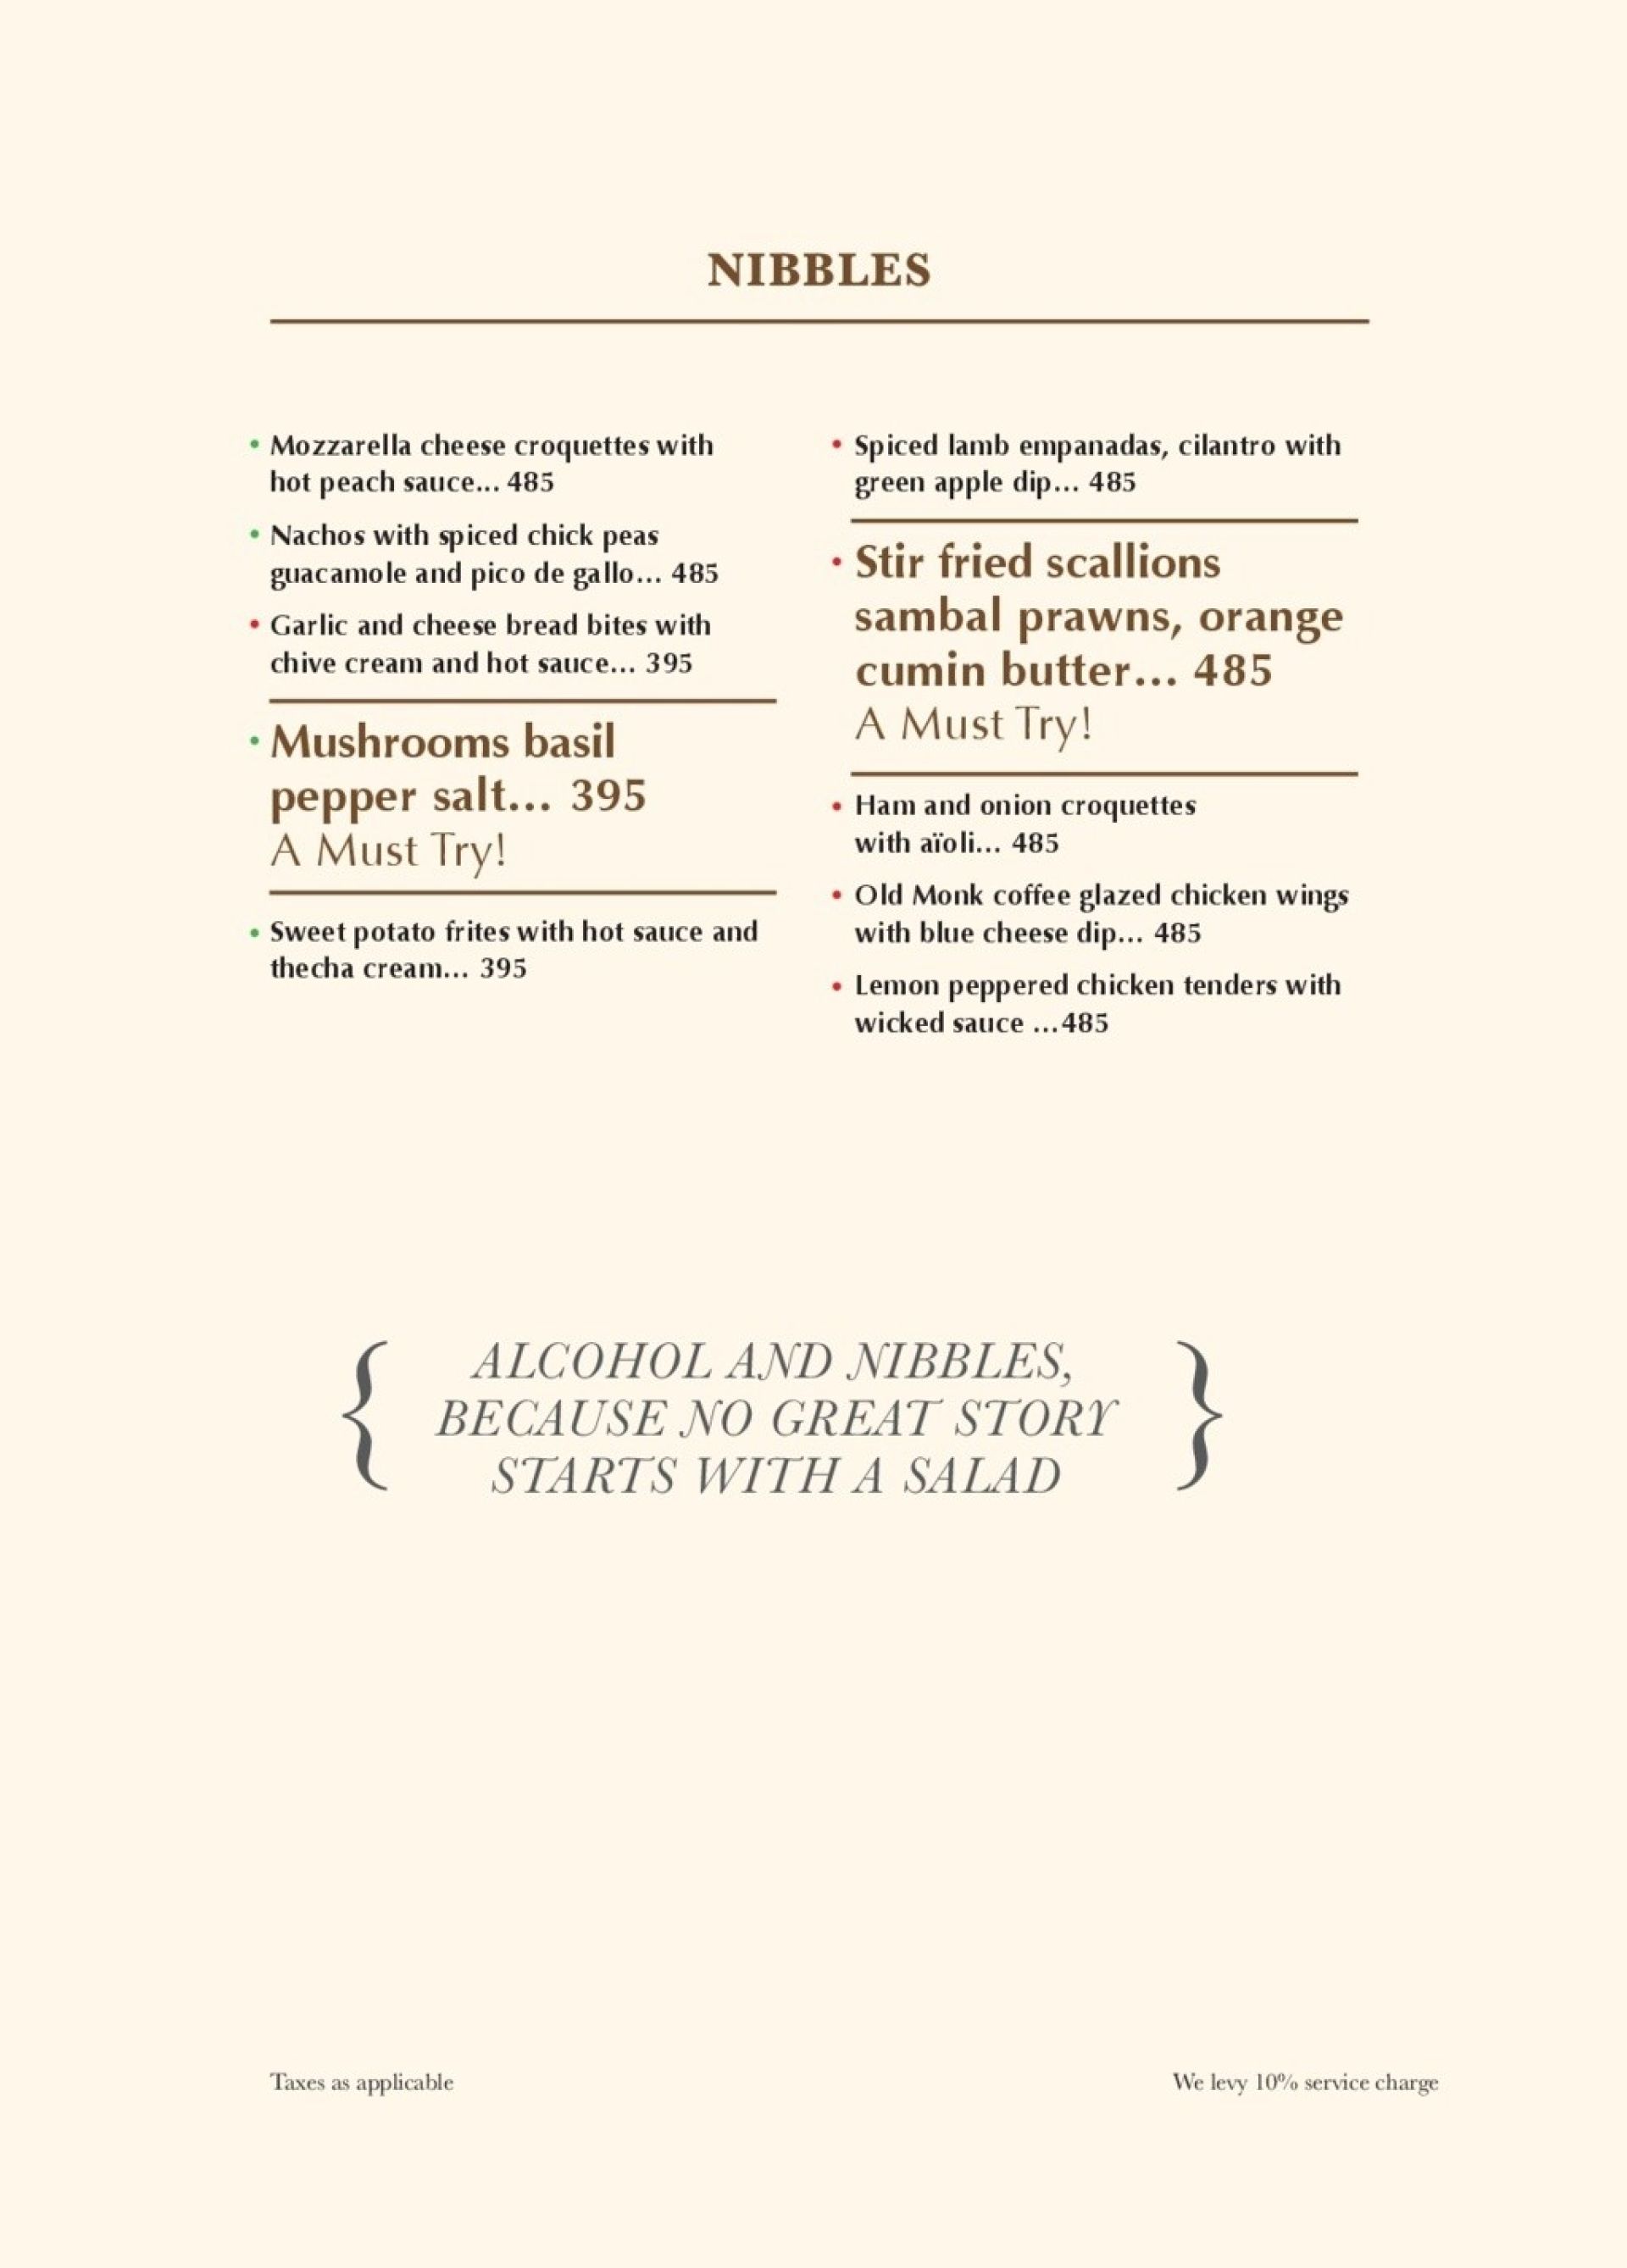 NIBBLES
• Mozzarella cheese croquettes with
hot peach sauce... 485
• Nachos with spiced chick peas
guacamole and pico de gallo... 485
• Garlic and cheese bread bites with
chive cream and hot sauce... 395
• Mushrooms basil
pepper salt... 395
A Must Try!
• Sweet potato frites with hot sauce and
thecha cream... 395
• Spiced lamb empanadas, cilantro with
green apple dip... 485
• Stir fried scallions
sambal prawns, orange
cumin butter... 485
A Must Try!
• Ham and onion croquettes
with aïoli... 485
• Old Monk coffee glazed chicken wings
with blue cheese dip... 485
• Lemon peppered chicken tenders with
wicked sauce ...485
{ ALCOHOL AND NIBBLES,
BECAUSE NO GREAT STORY
STARTS WITH A SALAD }
Taxes as applicable
We levy 10% service charge